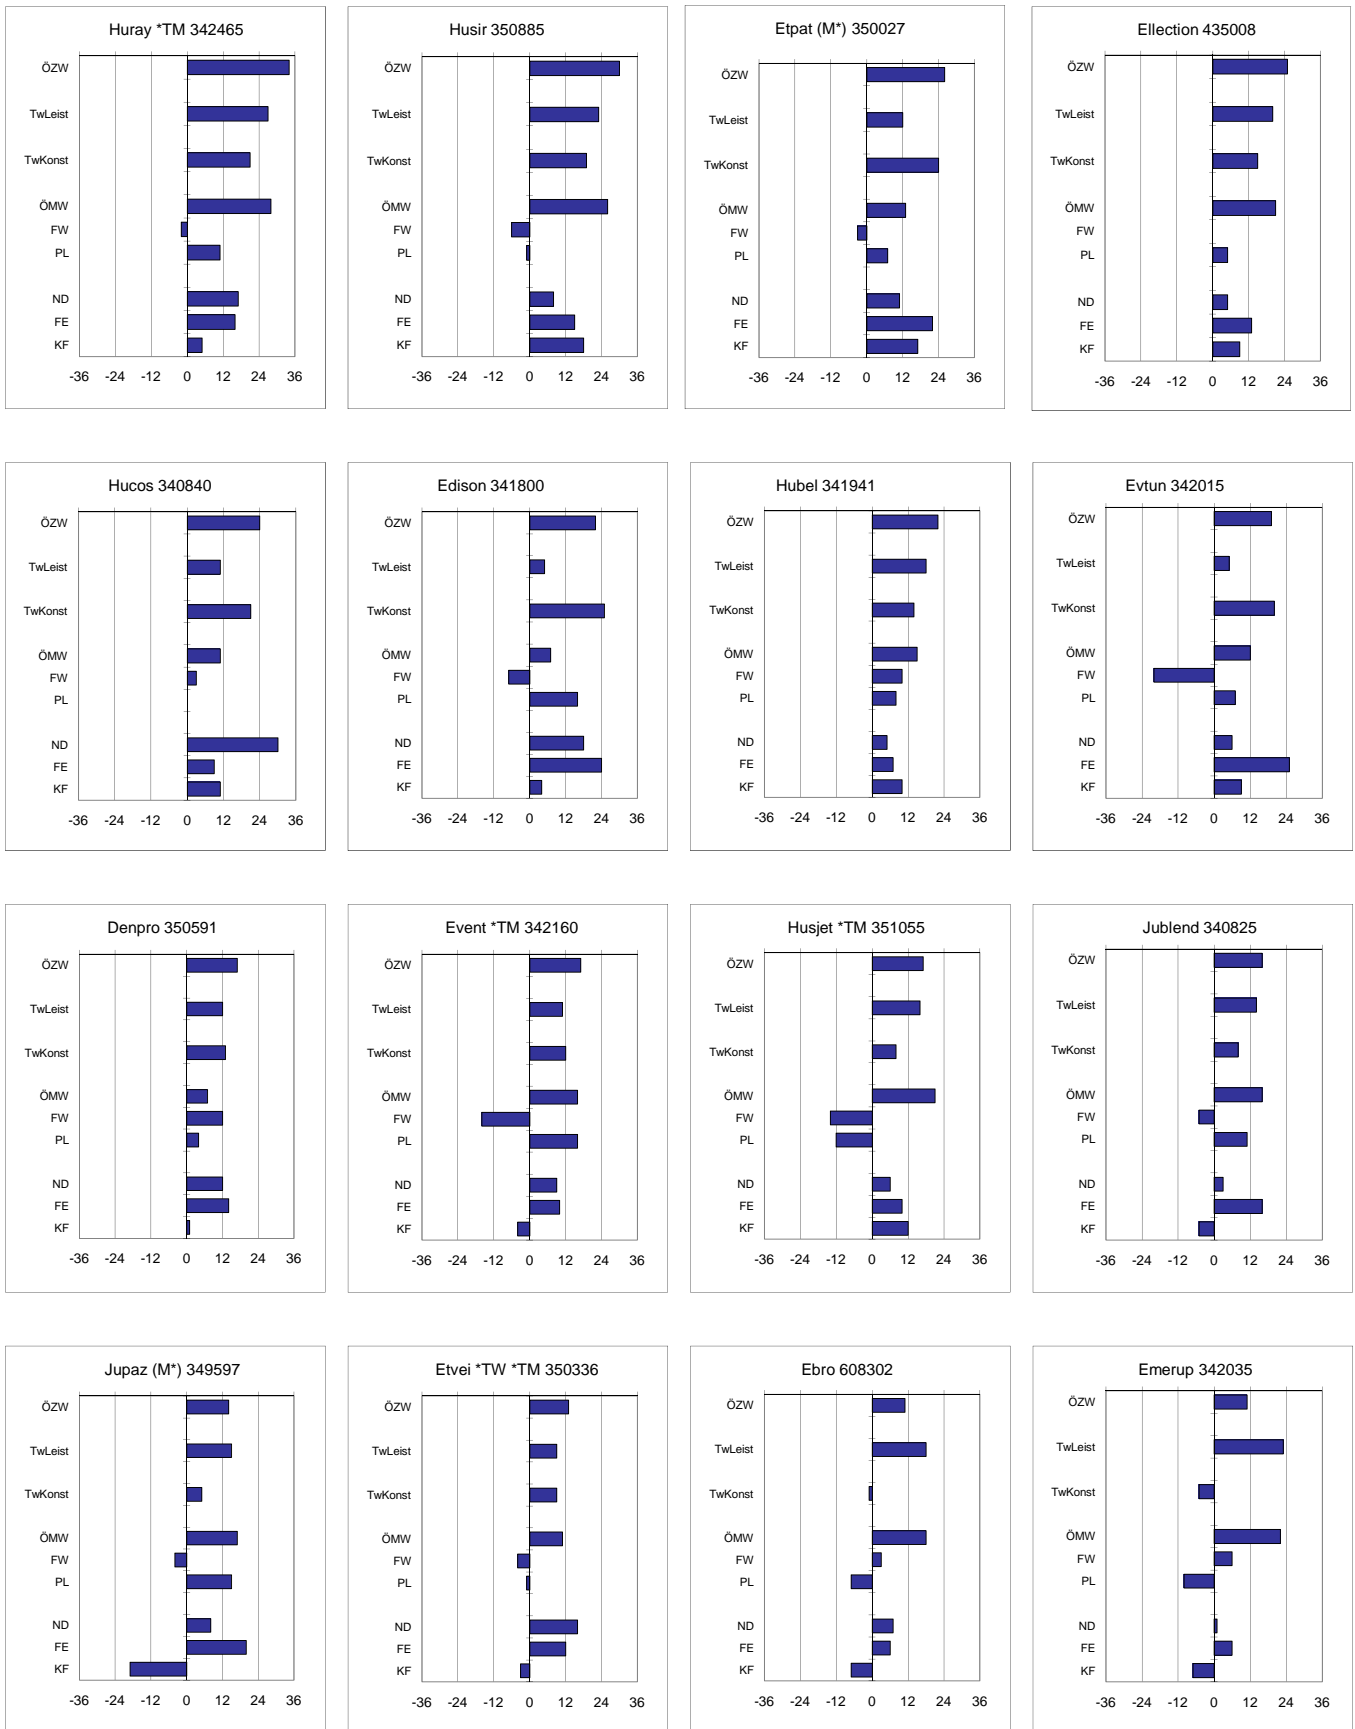 Huray *TM 342465
ÖZW
TwLeist
TwKonst
ÖMW
FW
PL
ND
FE
KF
-36 -24 -12 0 12 24 36
Husir 350885
ÖZW
TwLeist
TwKonst
ÖMW
FW
PL
ND
FE
KF
-36 -24 -12 0 12 24 36
Etpat (M*) 350027
ÖZW
TwLeist
TwKonst
ÖMW
FW
PL
ND
FE
KF
-36 -24 -12 0 12 24 36
Ellection 435008
ÖZW
TwLeist
TwKonst
ÖMW
FW
PL
ND
FE
KF
-36 -24 -12 0 12 24 36
Hucos 340840
ÖZW
TwLeist
TwKonst
ÖMW
FW
PL
ND
FE
KF
-36 -24 -12 0 12 24 36
Edison 341800
ÖZW
TwLeist
TwKonst
ÖMW
FW
PL
ND
FE
KF
-36 -24 -12 0 12 24 36
Hubel 341941
ÖZW
TwLeist
TwKonst
ÖMW
FW
PL
ND
FE
KF
-36 -24 -12 0 12 24 36
Evtun 342015
ÖZW
TwLeist
TwKonst
ÖMW
FW
PL
ND
FE
KF
-36 -24 -12 0 12 24 36
Denpro 350591
ÖZW
TwLeist
TwKonst
ÖMW
FW
PL
ND
FE
KF
-36 -24 -12 0 12 24 36
Event *TM 342160
ÖZW
TwLeist
TwKonst
ÖMW
FW
PL
ND
FE
KF
-36 -24 -12 0 12 24 36
Husjet *TM 351055
ÖZW
TwLeist
TwKonst
ÖMW
FW
PL
ND
FE
KF
-36 -24 -12 0 12 24 36
Jublend 340825
ÖZW
TwLeist
TwKonst
ÖMW
FW
PL
ND
FE
KF
-36 -24 -12 0 12 24 36
Jupaz (M*) 349597
ÖZW
TwLeist
TwKonst
ÖMW
FW
PL
ND
FE
KF
-36 -24 -12 0 12 24 36
Etvei *TW *TM 350336
ÖZW
TwLeist
TwKonst
ÖMW
FW
PL
ND
FE
KF
-36 -24 -12 0 12 24 36
Ebro 608302
ÖZW
TwLeist
TwKonst
ÖMW
FW
PL
ND
FE
KF
-36 -24 -12 0 12 24 36
Emerup 342035
ÖZW
TwLeist
TwKonst
ÖMW
FW
PL
ND
FE
KF
-36 -24 -12 0 12 24 36